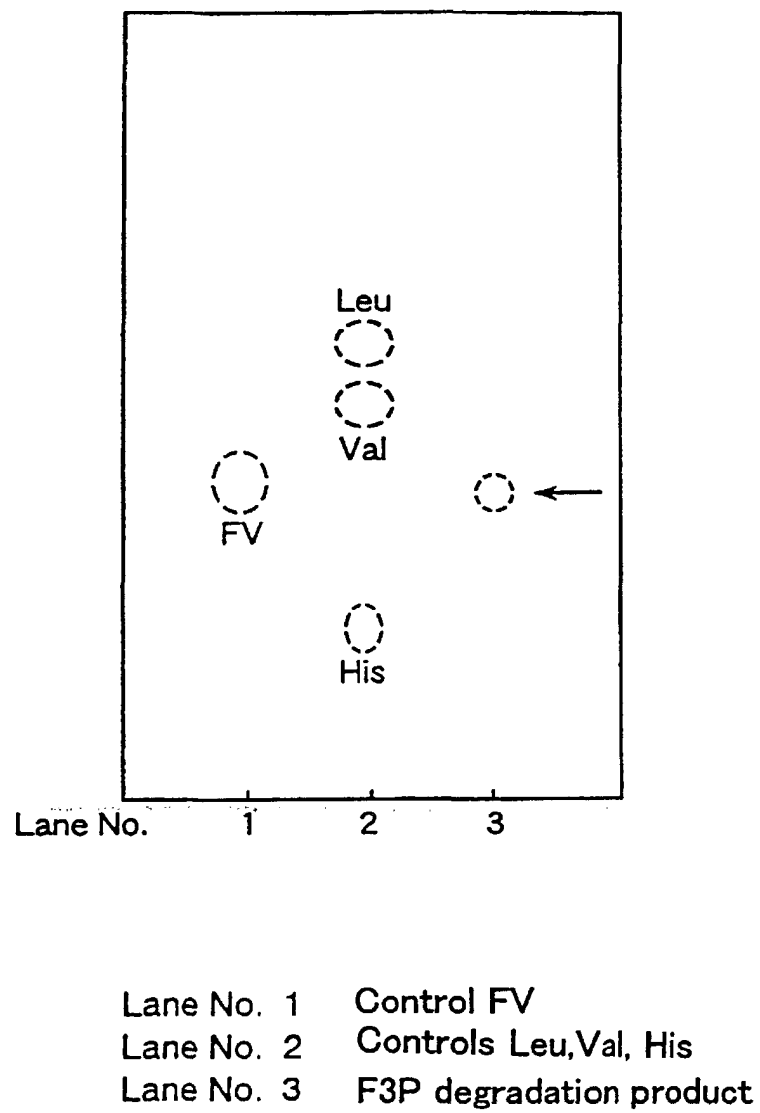 Leu
Val
FV
His
Lane No. 1 2 3
Lane No. 1 Control FV
Lane No. 2 Controls Leu,Val, His
Lane No. 3 F3P degradation product